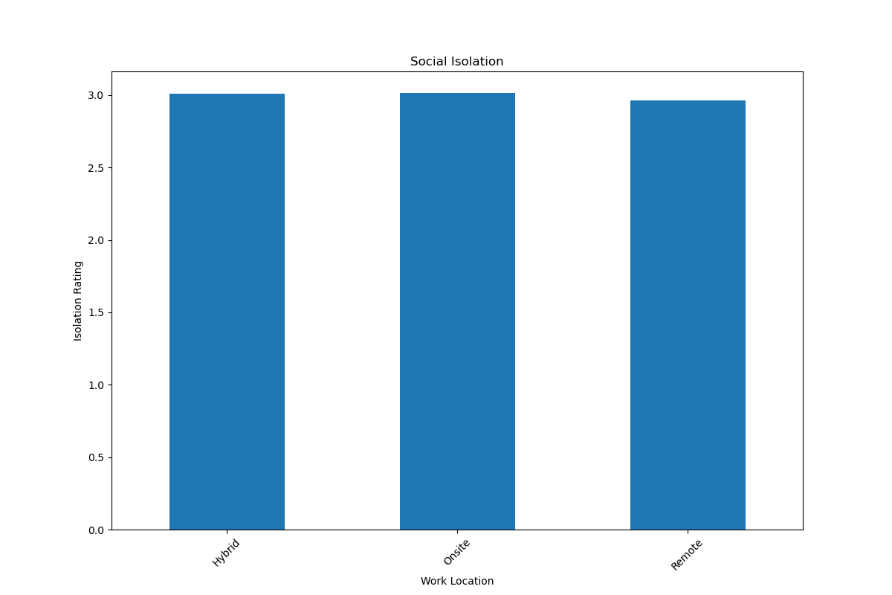 Social Isolation
3.0
2.5
2.0
1.5
1.0
0.5
0.0
Isolation Rating
Hybrid
Onsite
Remote
Work Location